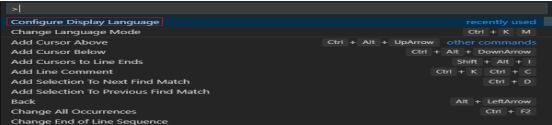 >
Configure Display Language recently used
Change Language Mode Ctrl + K M
Add Cursor Above Ctrl + Alt + UpArrow other commands
Add Cursor Below Ctrl + Alt + DownArrow
Add Cursors to Line Ends Shift + Alt + I
Add Line Comment Ctrl + K Ctrl + C
Add Selection To Next Find Match Ctrl + D
Add Selection To Previous Find Match
Back Alt + LeftArrow
Change All Occurrences Ctrl + F2
Change End of Line Sequence